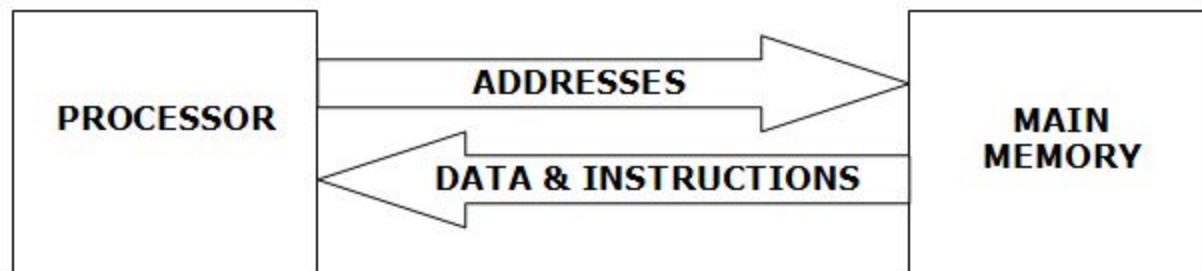 PROCESSOR
ADDRESSES
DATA & INSTRUCTIONS
MAIN
MEMORY